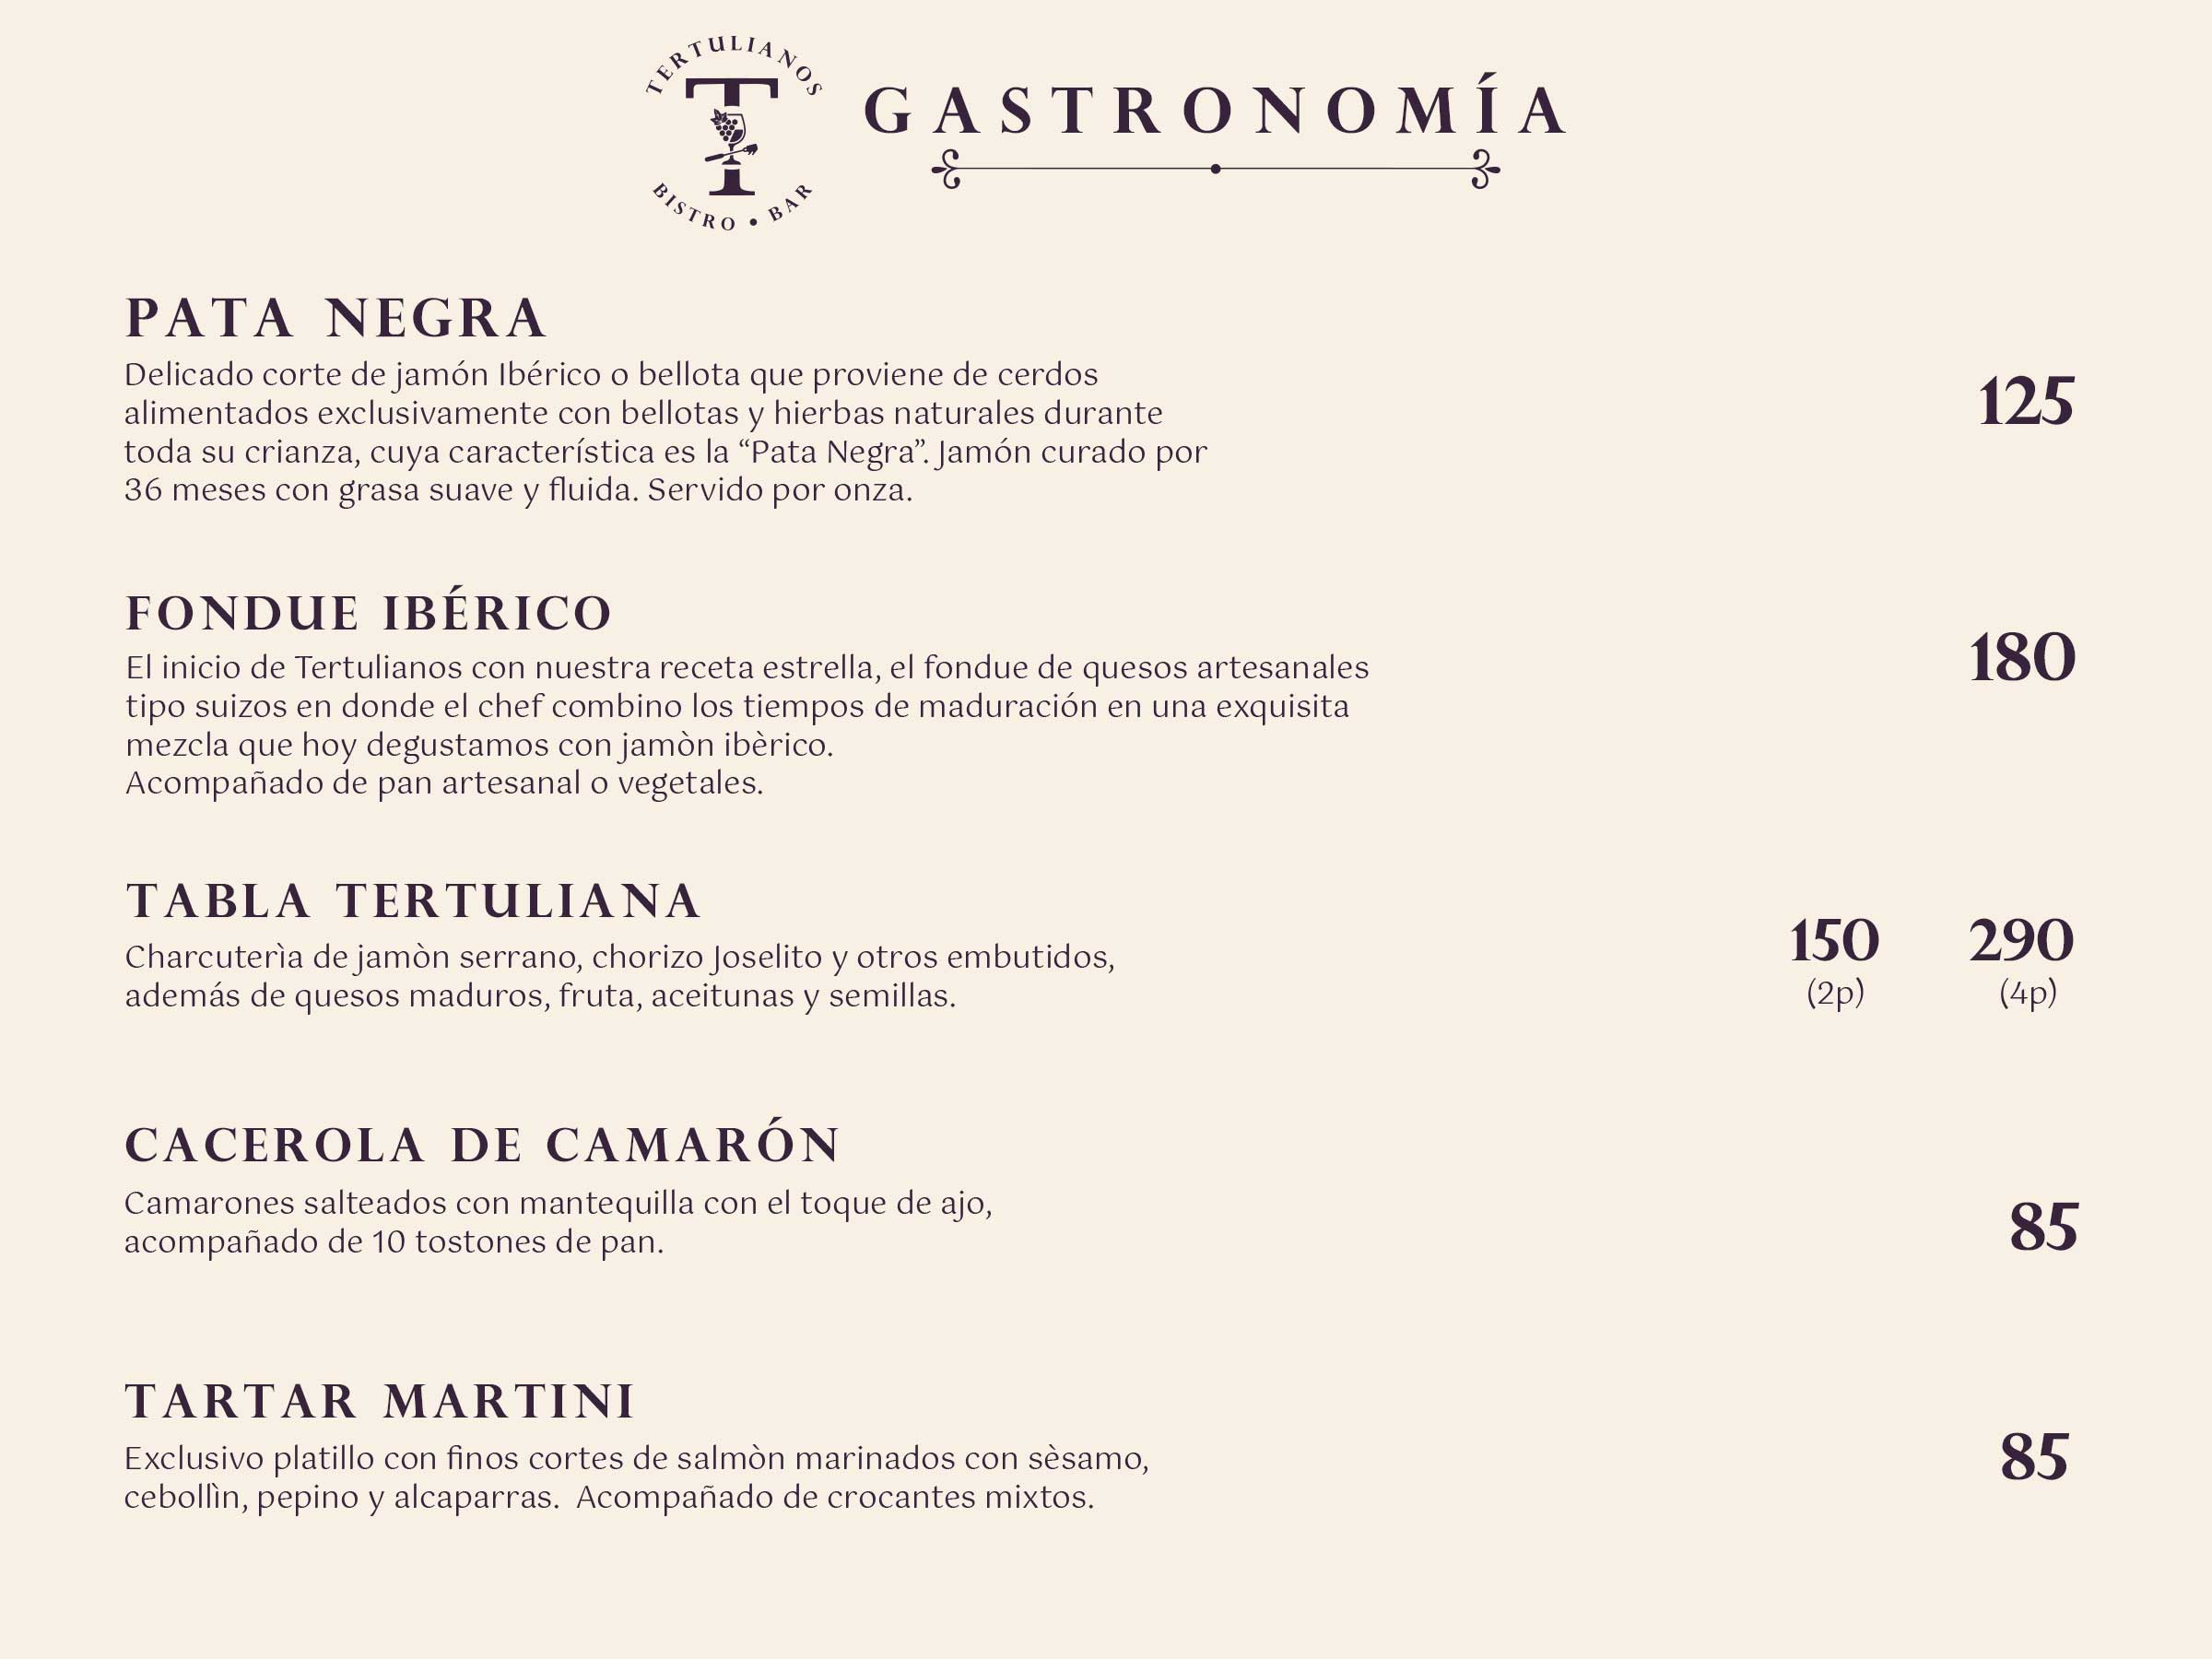 TERTULIANOS
T
BISTRO • BAR
GASTRONOMÍA
PATA NEGRA
Delicado corte de jamón Ibérico o bellota que proviene de cerdos
alimentados exclusivamente con bellotas y hierbas naturales durante
toda su crianza, cuya característica es la “Pata Negra”. Jamón curado por
36 meses con grasa suave y fluida. Servido por onza.
125
FONDUE IBÉRICO
El inicio de Tertulianos con nuestra receta estrella, el fondue de quesos artesanales
tipo suizos en donde el chef combino los tiempos de maduración en una exquisita
mezcla que hoy degustamos con jamòn ibèrico.
Acompañado de pan artesanal o vegetales.
180
TABLA TERTULIANA
Charcuterìa de jamòn serrano, chorizo Joselito y otros embutidos,
además de quesos maduros, fruta, aceitunas y semillas.
150 290
(2p) (4p)
CACEROLA DE CAMARÓN
Camarones salteados con mantequilla con el toque de ajo,
acompañado de 10 tostones de pan.
85
TARTAR MARTINI
Exclusivo platillo con finos cortes de salmòn marinados con sèsamo,
cebollìn, pepino y alcaparras. Acompañado de crocantes mixtos.
85